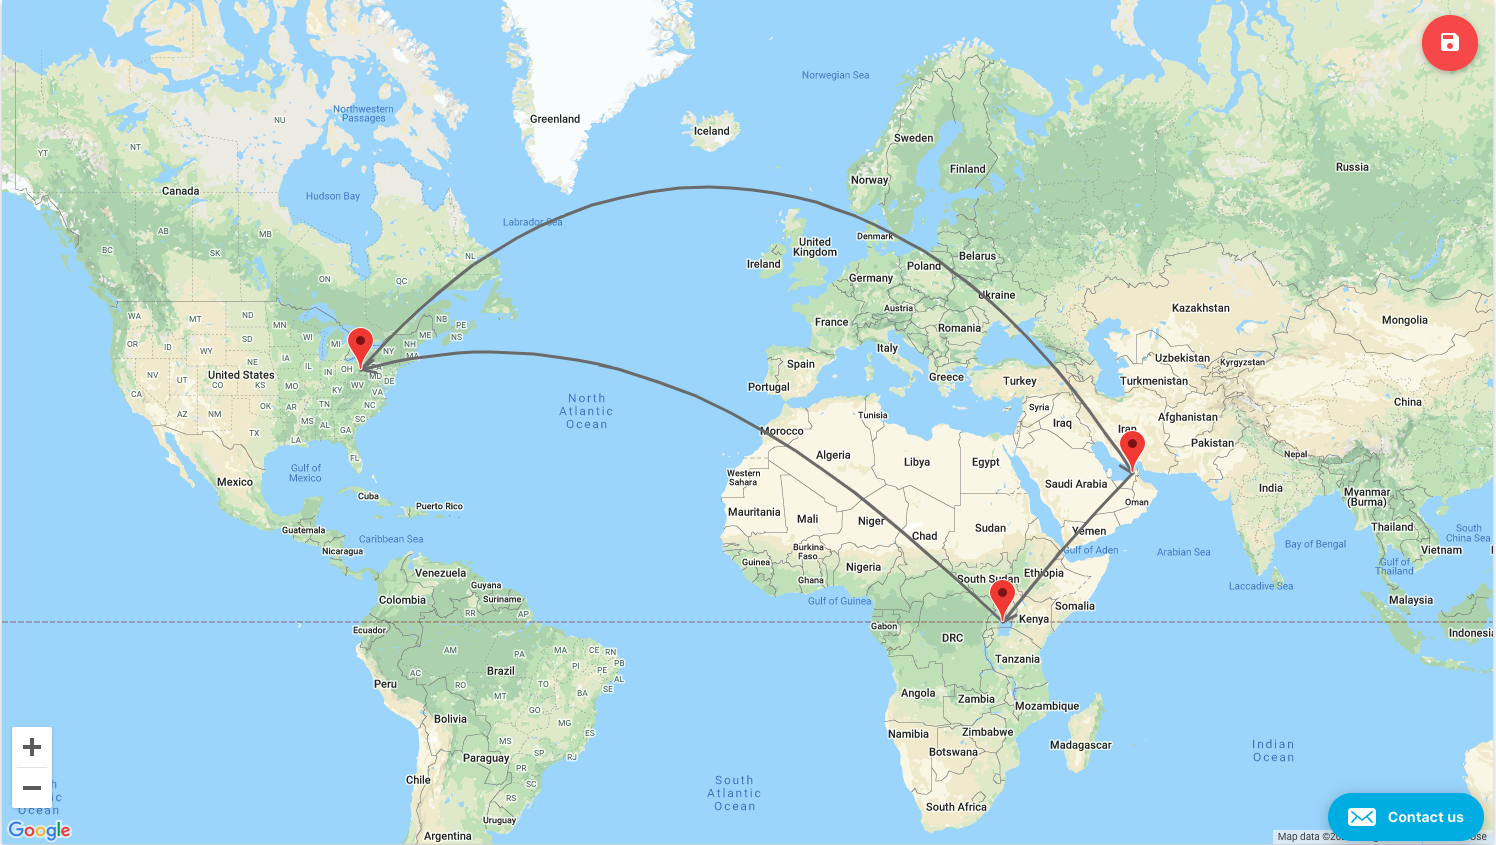 Norwegian Sea
Greenland
Iceland
Northwestern
Passages
NU
Sweden
Finland
Russia
YT
NT
Norway
Canada
Hudson Bay
Labrador Sea
AB
MB
BC
SK
NL
ON
QC
United
Kingdom
Ireland
Denmark
Belarus
Poland
Germany
Ukraine
Austria
Kazakhstan
France
Romania
Mongolia
WA
MT
ND
MN
NB
PE
OR
ID
SD
WI
MI
ME
NS
WY
NY
NH
MA
Italy
Uzbekistan
Kyrgyzstan
NE
IL
IN
OH
Spain
Greece
Turkey
Turkmenistan
NV
UT
CO
United States
KS
MO
KY
WV
MD
DE
VA
Portugal
CA
AZ
NM
OK
AR
TN
NC
MS
AL
SC
GA
TX
LA
FL
North
Atlantic
Ocean
Tunisia
Syria
Iraq
Iran
Afghanistan
China
Morocco
Pakistan
Nepal
Algeria
Libya
Egypt
Western
Sahara
Saudi Arabia
India
Oman
Myanmar
(Burma)
Gulf of
Mexico
Mexico
Cuba
Puerto Rico
Mauritania
Mali
Niger
Chad
Sudan
Yemen
Thailand
South
China Sea
Vietnam
Guatemala
Nicaragua
Caribbean Sea
Burkina
Faso
Guinea
Ghana
Nigeria
South Sudan
Ethiopia
Gulf of Aden
Arabian Sea
Bay of Bengal
Laccadive Sea
Gulf of
Thailand
Venezuela
Guyana
Suriname
Colombia
Gulf of Guinea
Somalia
Malaysia
RR
AP
Ecuador
Gabon
DRC
Kenya
Indonesia
AM
PA
MA
CE
RN
PB
PI
PE
AL
SE
Tanzania
Peru
AC
RO
Brazil
MT
TO
BA
GO
Angola
Zambia
Mozambique
Bolivia
MG
ES
Namibia
Zimbabwe
Botswana
Madagascar
MS
SP
RJ
Paraguay
PR
SC
RS
Chile
South
Atlantic
Ocean
Indian
Ocean
South Africa
Uruguay
Argentina
Ocean
Google
Contact us
Map data